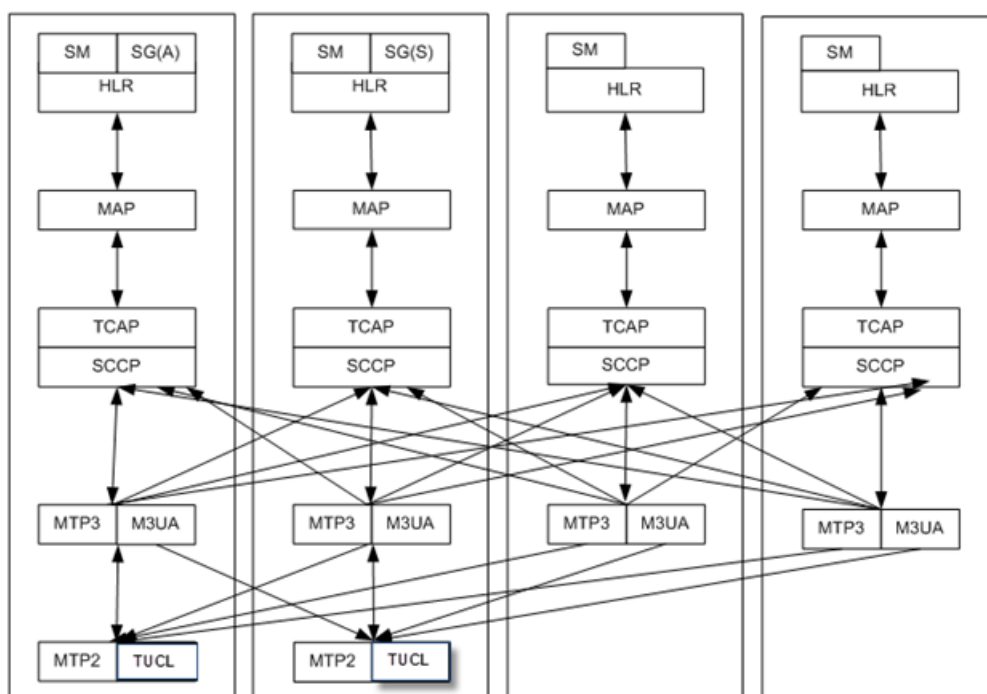 SM SG(A) SM SG(S) SM SM
HLR HLR HLR HLR
MAP MAP MAP MAP
TCAP TCAP TCAP TCAP
SCCP SCCP SCCP SCCP
MTP3 M3UA MTP3 M3UA MTP3 M3UA MTP3 M3UA
MTP2 TUCL MTP2 TUCL